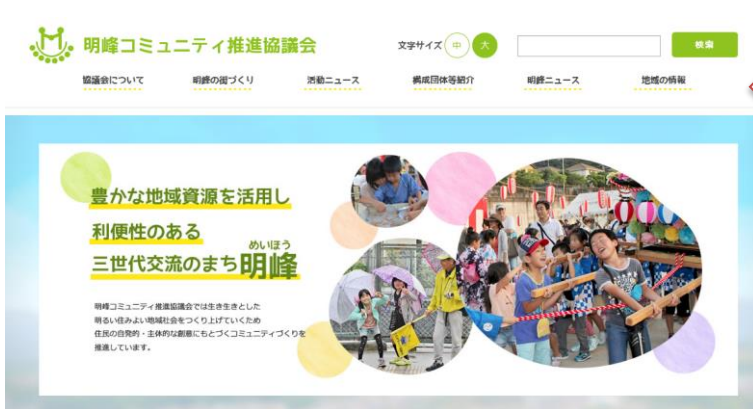 明峰コミュニティ推進協議会
文字サイズ 中 大
検索
協議会について 明峰の街づくり 活動ニュース 構成団体等紹介 明峰ニュース 地域の情報
豊かな地域資源を活用し
利便性のある
めいほう
三世代交流のまち明峰
明峰コミュニティ推進協議会では生き生きとした
明るい住みよい地域社会をつくり上げていくため
住民の自発的・主体的な創意にもとづくコミュニティづくりを
推進しています。